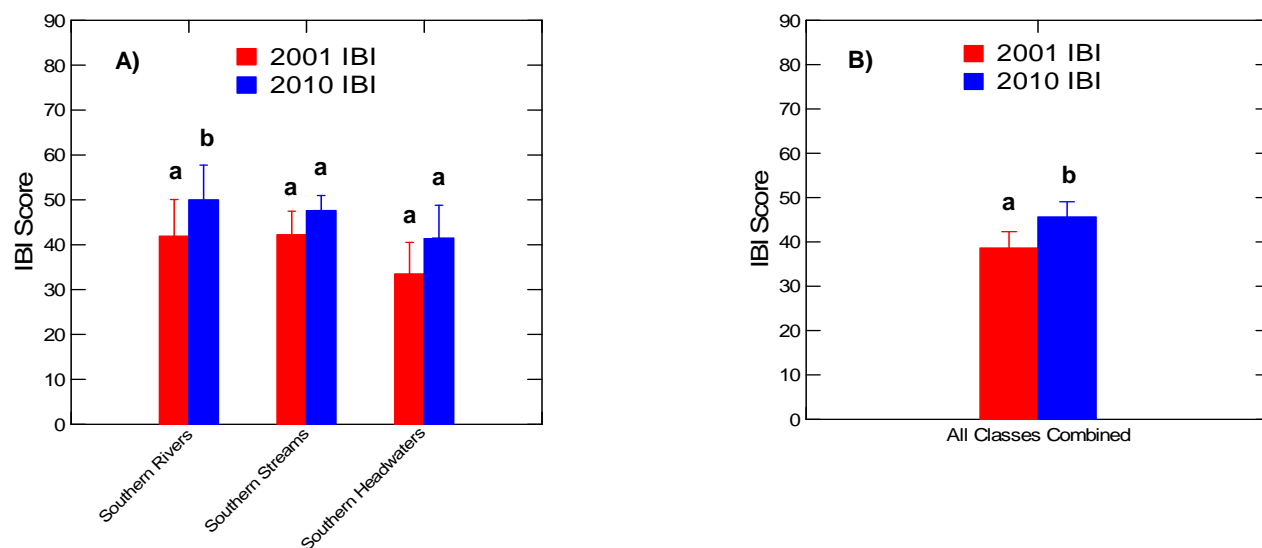 A)
2001 IBI
2010 IBI
IBI Score
90
80
70
60
50
40
30
20
10
0
a
b
a
a
a
a
Southern Rivers
Southern Streams
Southern Headwaters
B)
2001 IBI
2010 IBI
IBI Score
90
80
70
60
50
40
30
20
10
0
a
b
All Classes Combined